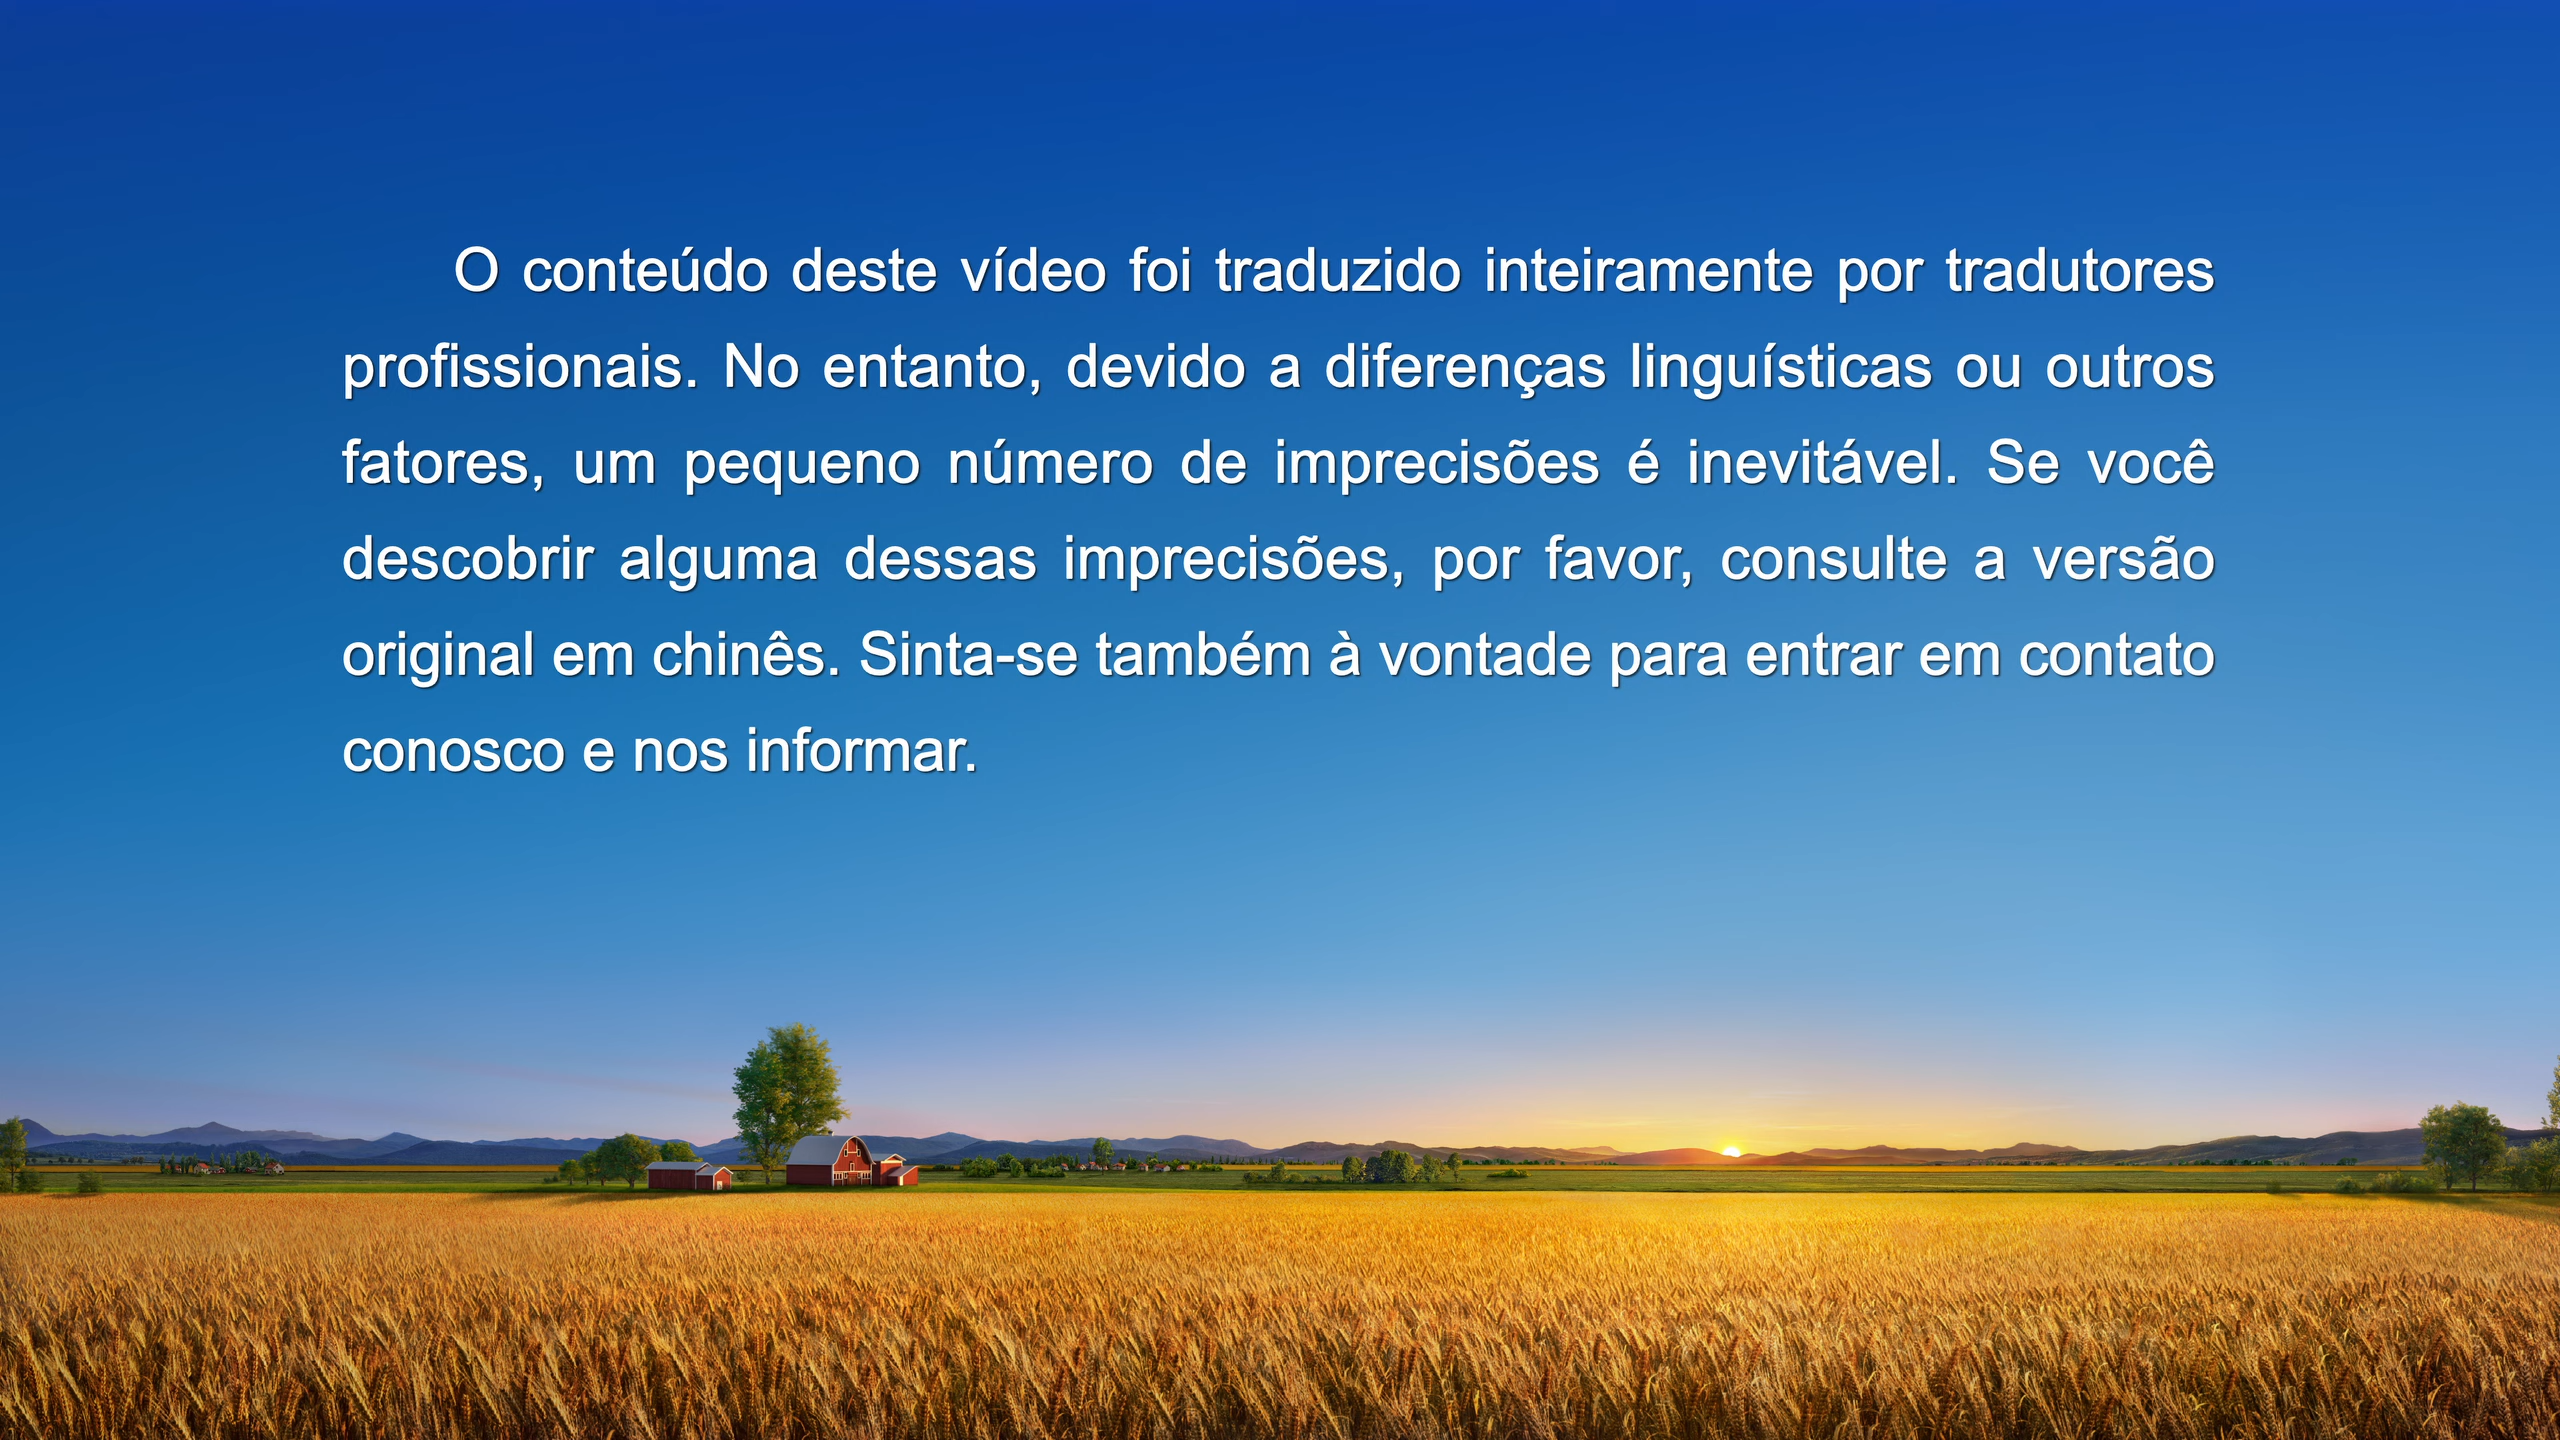 O conteúdo deste vídeo foi traduzido inteiramente por tradutores
profissionais. No entanto, devido a diferenças linguísticas ou outros
fatores, um pequeno número de imprecisões é inevitável. Se você
descobrir alguma dessas imprecisões, por favor, consulte a versão
original em chinês. Sinta-se também à vontade para entrar em contato
conosco e nos informar.